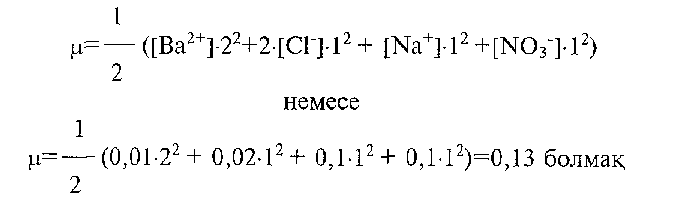 μ= 1/2 ([Ba²⁺]·2²+2·[Cl⁻]·1² + [Na⁺]·1² +[NO₃⁻]·1²)
немесе
μ= 1/2 (0,01·2² + 0,02·1² + 0,1·1² + 0,1·1²)=0,13 болмақ